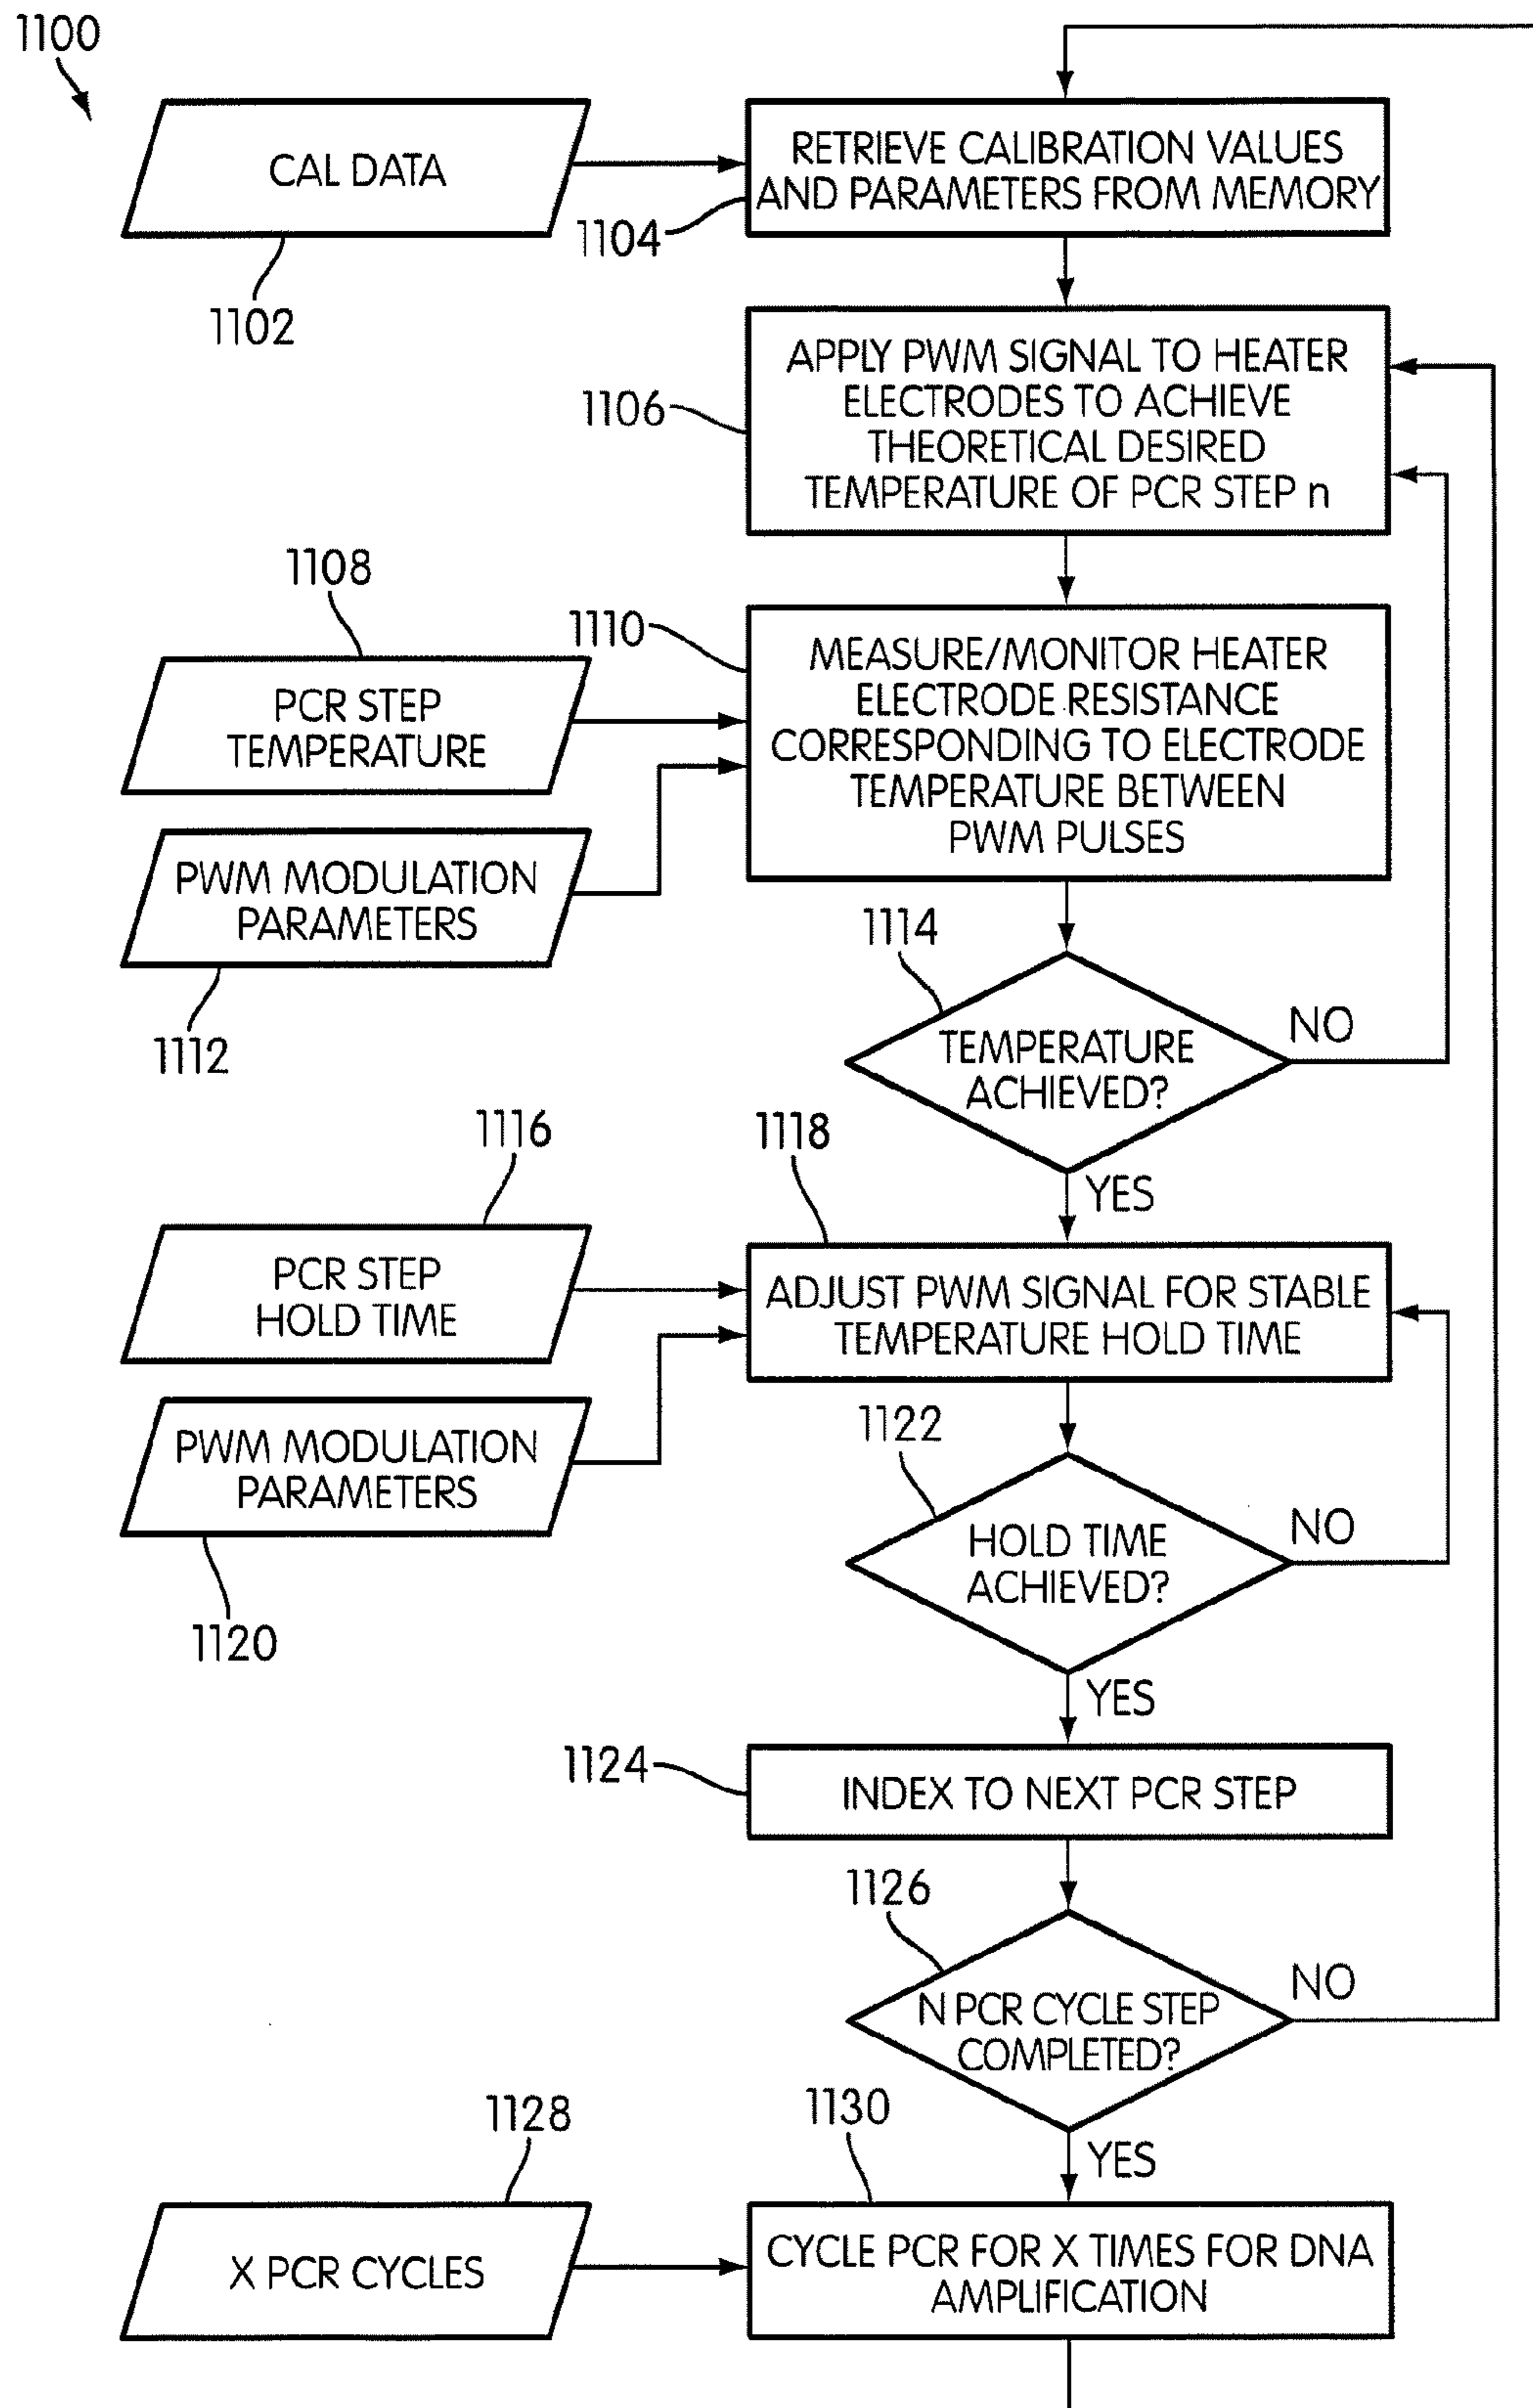 1100
CAL DATA
1102
RETRIEVE CALIBRATION VALUES
AND PARAMETERS FROM MEMORY
1104
APPLY PWM SIGNAL TO HEATER
ELECTRODES TO ACHIEVE
THEORETICAL DESIRED
TEMPERATURE OF PCR STEP n
1106
1108
PCR STEP
TEMPERATURE
1110
MEASURE/MONITOR HEATER
ELECTRODE RESISTANCE
CORRESPONDING TO ELECTRODE
TEMPERATURE BETWEEN
PWM PULSES
PWM MODULATION
PARAMETERS
1112
1114
TEMPERATURE
ACHIEVED?
NO
YES
1116
PCR STEP
HOLD TIME
1118
ADJUST PWM SIGNAL FOR STABLE
TEMPERATURE HOLD TIME
PWM MODULATION
PARAMETERS
1120
1122
HOLD TIME
ACHIEVED?
NO
YES
1124
INDEX TO NEXT PCR STEP
1126
N PCR CYCLE STEP
COMPLETED?
NO
YES
1128
X PCR CYCLES
1130
CYCLE PCR FOR X TIMES FOR DNA
AMPLIFICATION